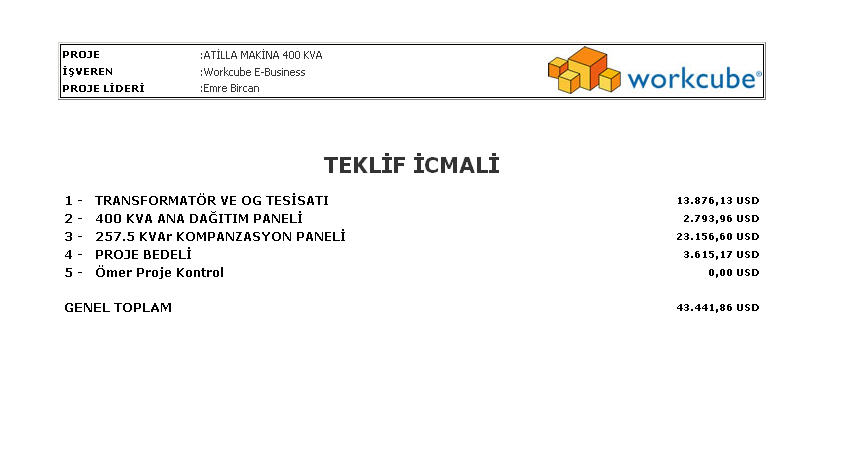 PROJE :ATİLLA MAKİNA 400 KVA
İŞVEREN :Workcube E-Business
PROJE LİDERİ :Emre Bircan
workcube®
TEKLİF İCMALİ
1 - TRANSFORMATÖR VE OG TESİSATI 13.876,13 USD
2 - 400 KVA ANA DAĞITIM PANELİ 2.793,96 USD
3 - 257.5 KVAr KOMPANZASYON PANELİ 23.156,60 USD
4 - PROJE BEDELİ 3.615,17 USD
5 - Ömer Proje Kontrol 0,00 USD
GENEL TOPLAM 43.441,86 USD